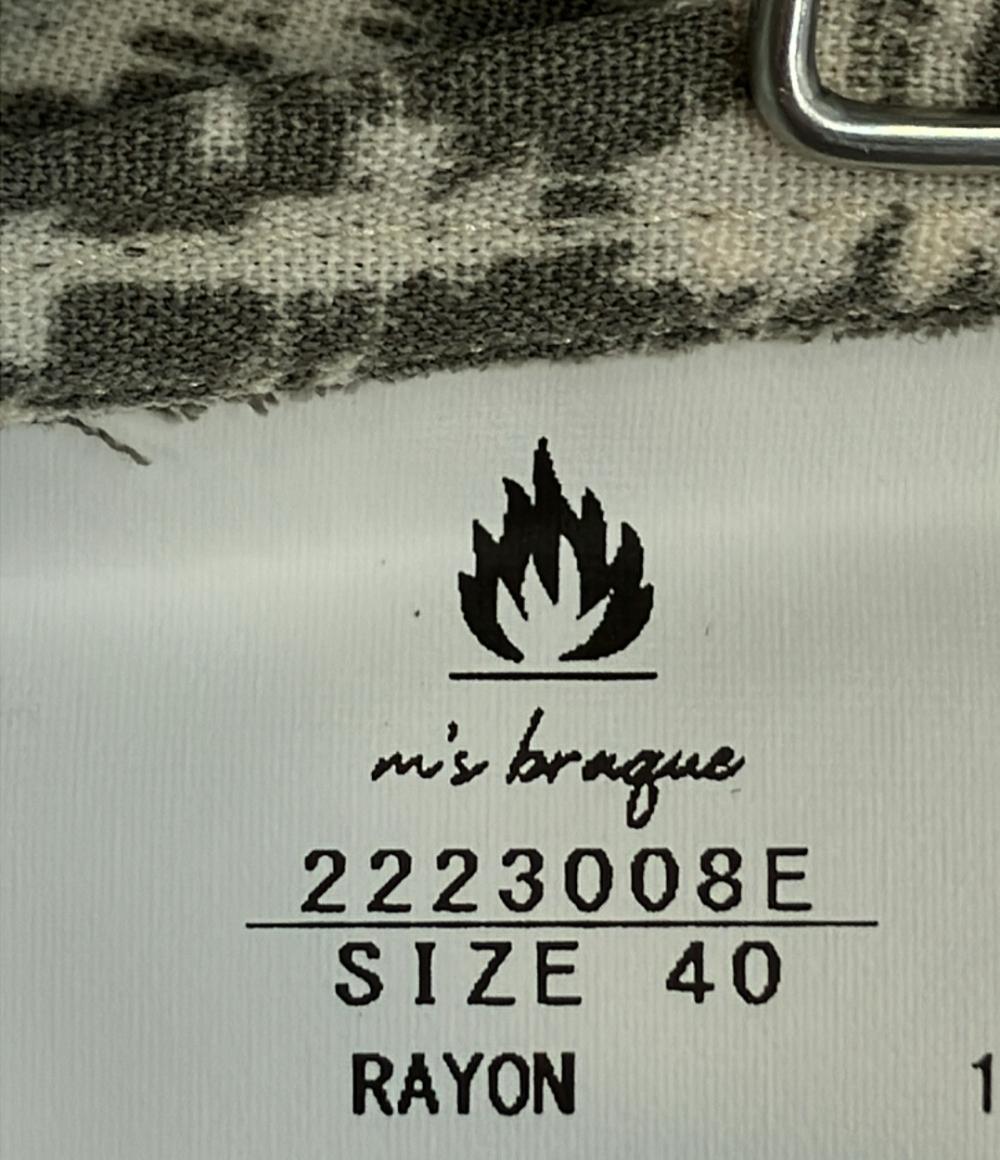 m's braque
2223008E
SIZE 40
RAYON 1